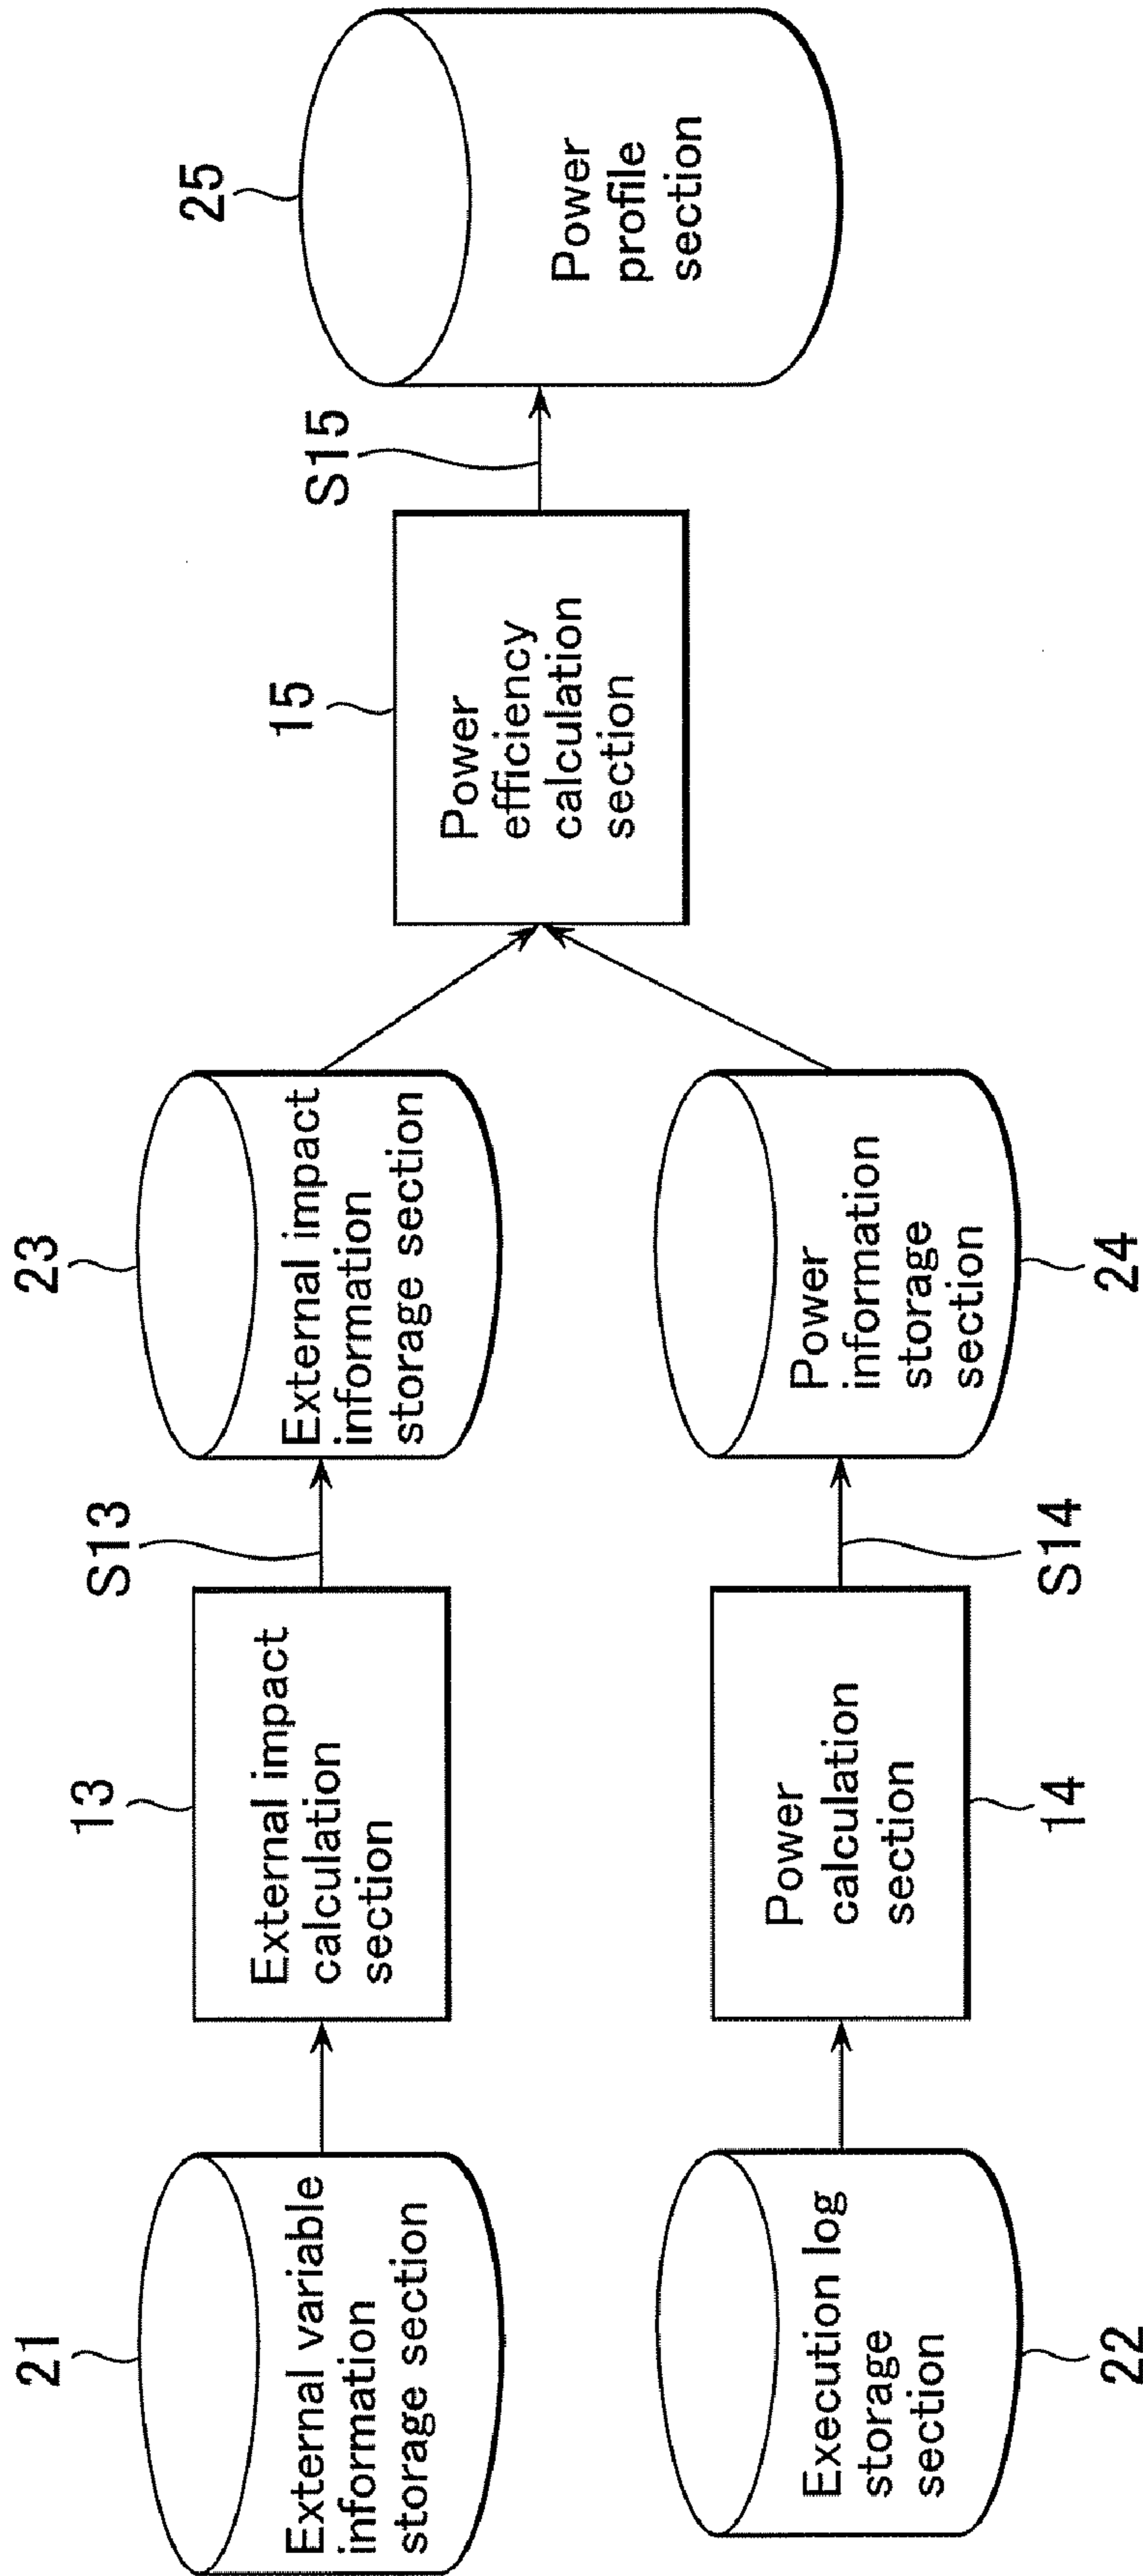 21
External variable
information
storage section
13
External impact
calculation
section
S13
23
External impact
information
storage section
22
Execution log
storage
section
14
Power
calculation
section
S14
24
Power
information
storage
section
15
Power
efficiency
calculation
section
S15
25
Power
profile
section